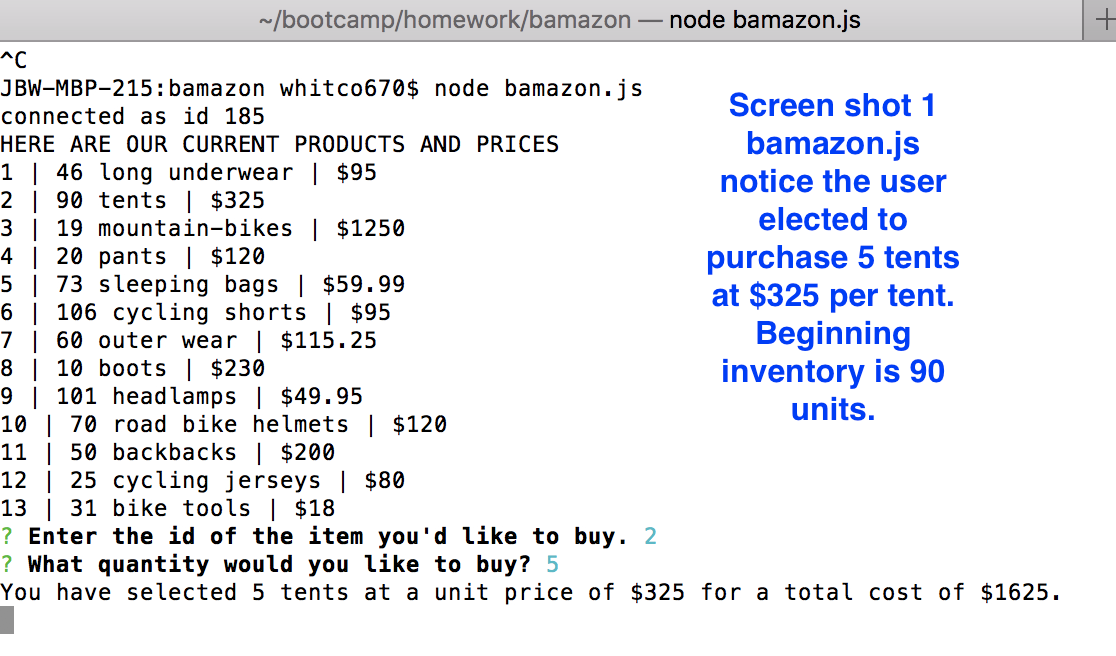 ~/bootcamp/homework/bamazon — node bamazon.js
^C
JBW-MBP-215:bamazon whitco670$ node bamazon.js
connected as id 185
HERE ARE OUR CURRENT PRODUCTS AND PRICES
1 | 46 long underwear | $95
2 | 90 tents | $325
3 | 19 mountain-bikes | $1250
4 | 20 pants | $120
5 | 73 sleeping bags | $59.99
6 | 106 cycling shorts | $95
7 | 60 outer wear | $115.25
8 | 10 boots | $230
9 | 101 headlamps | $49.95
10 | 70 road bike helmets | $120
11 | 50 backbacks | $200
12 | 25 cycling jerseys | $80
13 | 31 bike tools | $18
? Enter the id of the item you'd like to buy. 2
? What quantity would you like to buy? 5
You have selected 5 tents at a unit price of $325 for a total cost of $1625.
Screen shot 1
bamazon.js
notice the user
elected to
purchase 5 tents
at $325 per tent.
Beginning
inventory is 90
units.